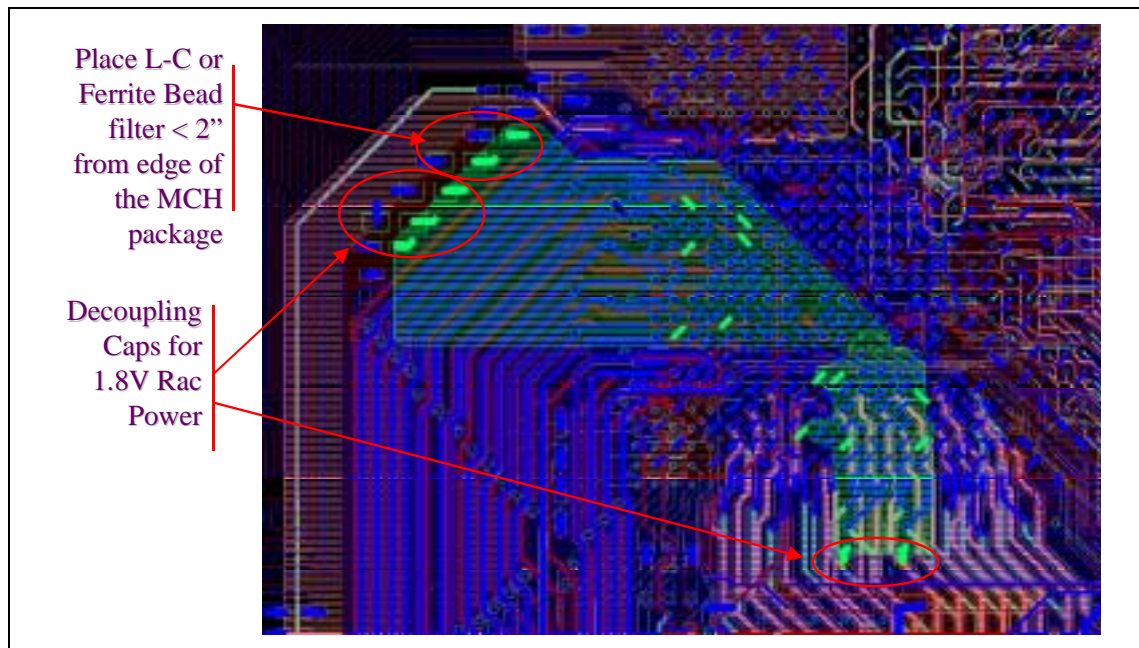 Place L-C or
Ferrite Bead
filter < 2”
from edge of
the MCH
package
Decoupling
Caps for
1.8V Rac
Power